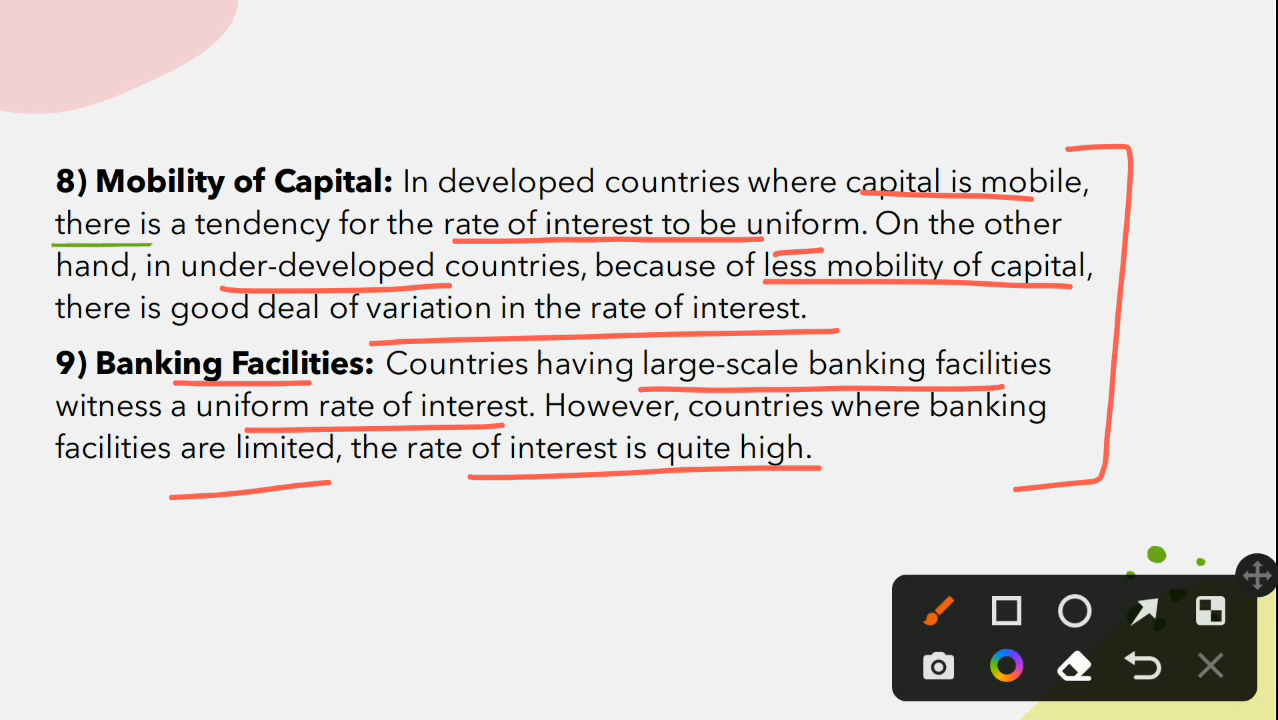 8) Mobility of Capital: In developed countries where capital is mobile,
there is a tendency for the rate of interest to be uniform. On the other
hand, in under-developed countries, because of less mobility of capital,
there is good deal of variation in the rate of interest.
9) Banking Facilities: Countries having large-scale banking facilities
witness a uniform rate of interest. However, countries where banking
facilities are limited, the rate of interest is quite high.